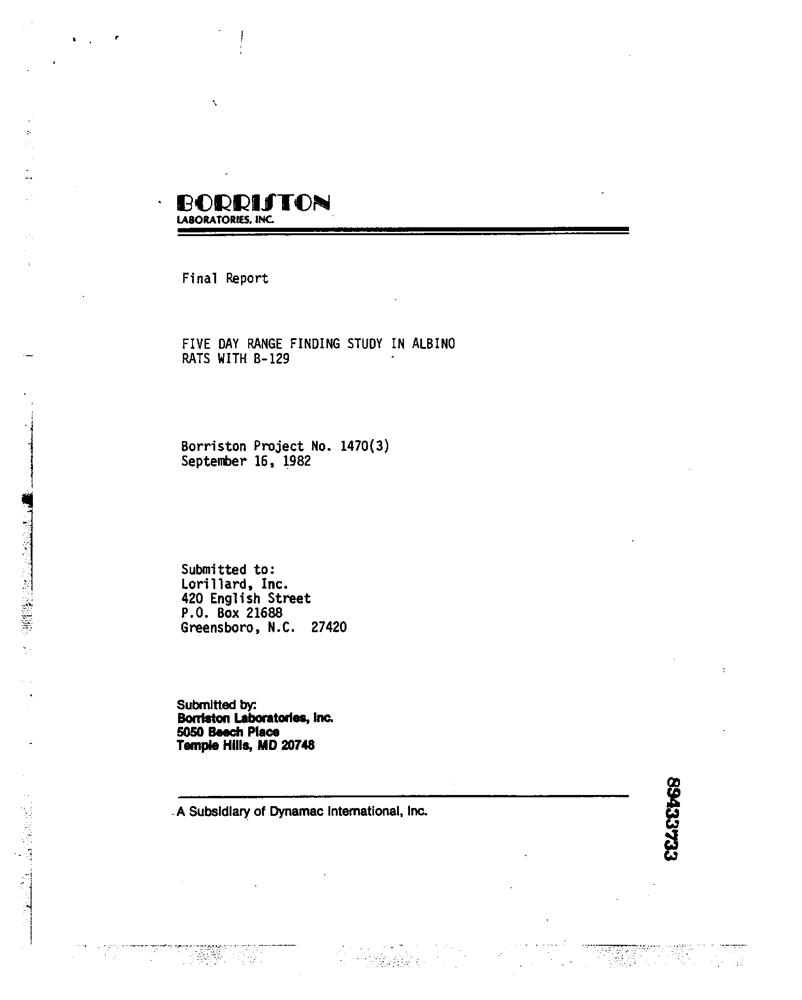 BORRISTON
LABORATORIES, INC.
Final Report
FIVE DAY RANGE FINDING STUDY IN ALBINO
RATS WITH B-129
Borriston Project No. 1470(3)
September 16, 1982
Submitted to:
Lorillard, Inc.
420 English Street
P.O. Box 21688
Greensboro, N.C. 27420
Submitted by:
Borriston Laboratories, Inc.
5050 Beech Place
Temple Hills, MD 20748
A Subsidiary of Dynamac International, Inc.
89433733